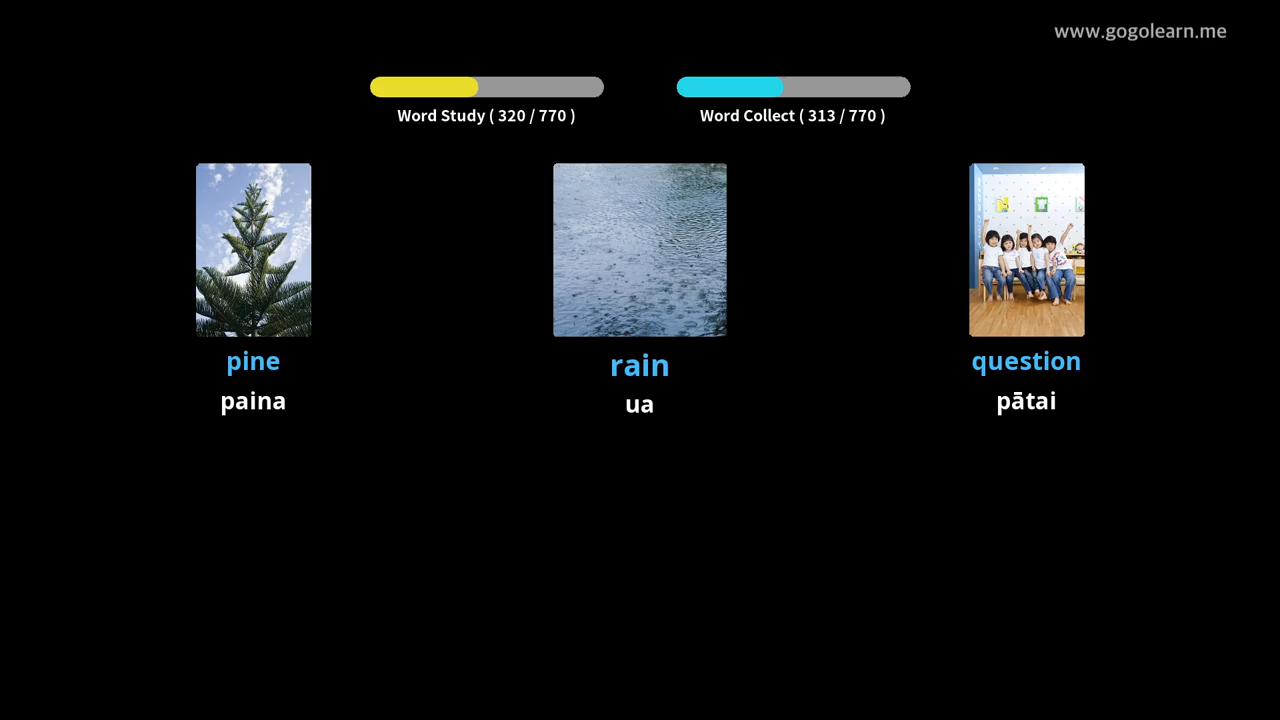 www.gogolearn.me
Word Study ( 320 / 770 )
Word Collect ( 313 / 770 )
pine
paina
rain
ua
question
pātai